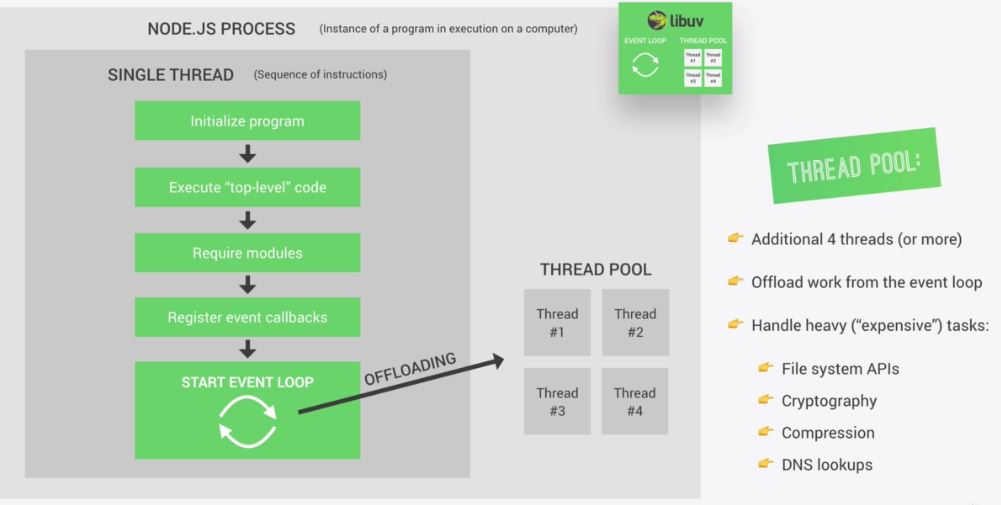 NODE.JS PROCESS (Instance of a program in execution on a computer)
libuv
EVENT LOOP THREAD POOL
Thread #1
Thread #2
Thread #3
Thread #4
SINGLE THREAD (Sequence of instructions)
Initialize program
Execute “top-level” code
Require modules
Register event callbacks
START EVENT LOOP
OFFLOADING
THREAD POOL
Thread
#1
Thread
#2
Thread
#3
Thread
#4
THREAD POOL:
Additional 4 threads (or more)
Offload work from the event loop
Handle heavy (“expensive”) tasks:
File system APIs
Cryptography
Compression
DNS lookups